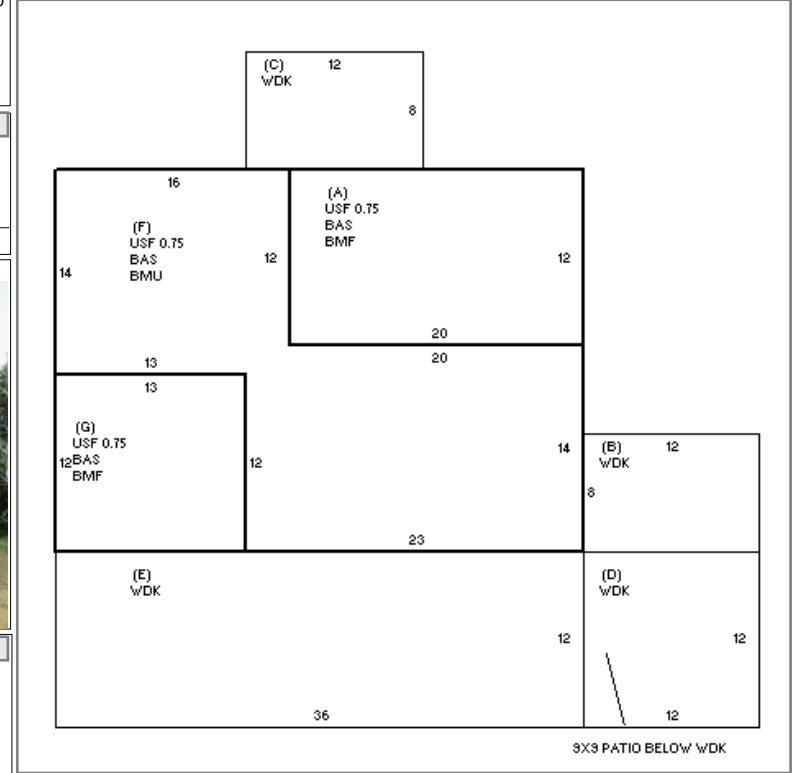 (C)
WDK
12
8
16
(A)
USF 0.75
BAS
BMF
(F)
USF 0.75
BAS
BMU
12
12
14
20
13
20
13
(G)
USF 0.75
12BAS
BMF
12
14
(B)
WDK
12
8
23
(E)
WDK
(D)
WDK
12
12
36
12
9X9 PATIO BELOW WDK